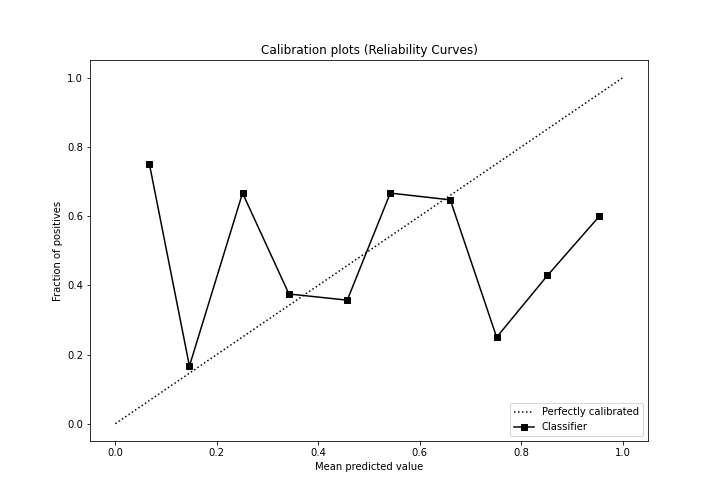 Calibration plots (Reliability Curves)
1.0
0.8
0.6
0.4
0.2
0.0
Fraction of positives
0.0 0.2 0.4 0.6 0.8 1.0
Mean predicted value
Perfectly calibrated
Classifier